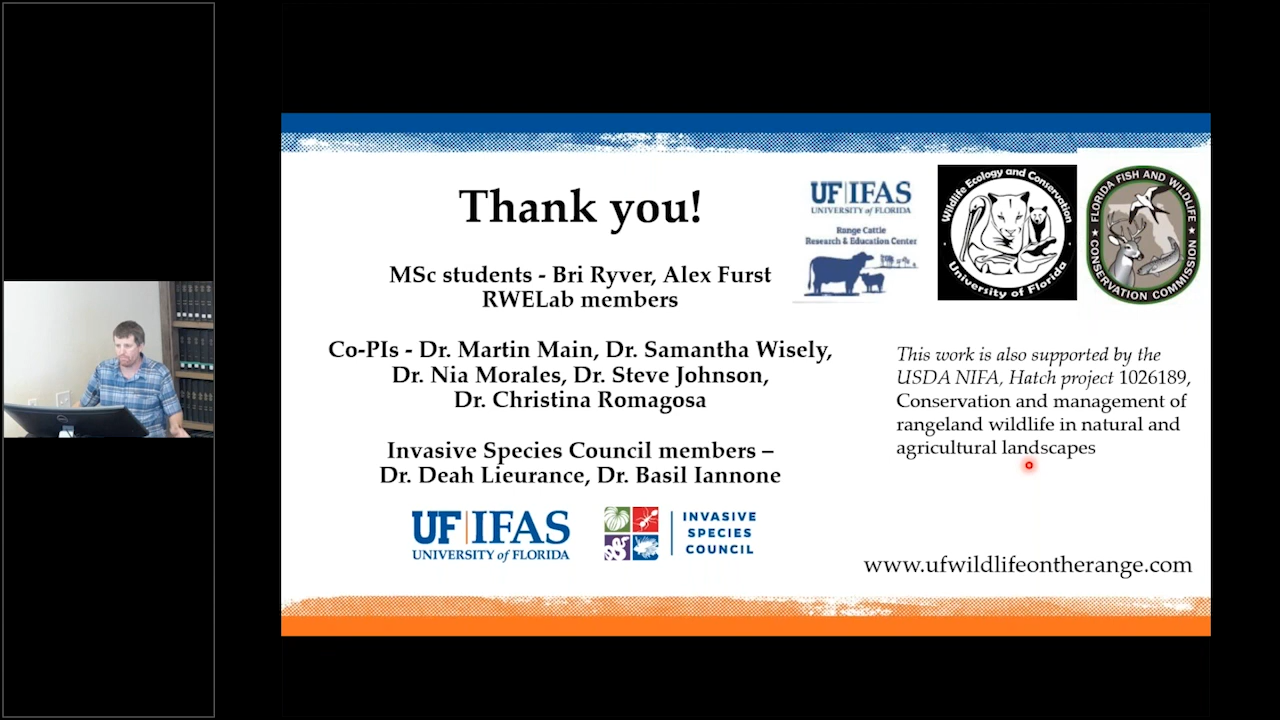 Thank you!
MSc students - Bri Ryver, Alex Furst
RWELab members
Co-PIs - Dr. Martin Main, Dr. Samantha Wisely,
Dr. Nia Morales, Dr. Steve Johnson,
Dr. Christina Romagosa
Invasive Species Council members –
Dr. Deah Lieurance, Dr. Basil Iannone
UF|IFAS
UNIVERSITY of FLORIDA
INVASIVE
SPECIES
COUNCIL
UF|IFAS
UNIVERSITY of FLORIDA
Range Cattle
Research & Education Center
Wildlife Ecology and Conservation
University of Florida
FLORIDA FISH AND WILDLIFE
CONSERVATION COMMISSION
This work is also supported by the
USDA NIFA, Hatch project 1026189,
Conservation and management of
rangeland wildlife in natural and
agricultural landscapes
www.ufwildlifeontherange.com